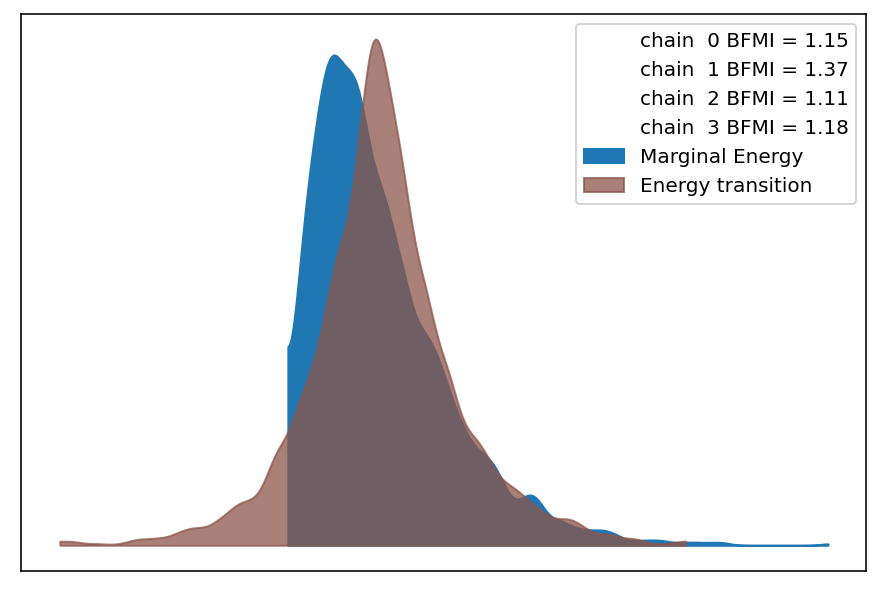 chain  0 BFMI = 1.15
chain  1 BFMI = 1.37
chain  2 BFMI = 1.11
chain  3 BFMI = 1.18
Marginal Energy
Energy transition